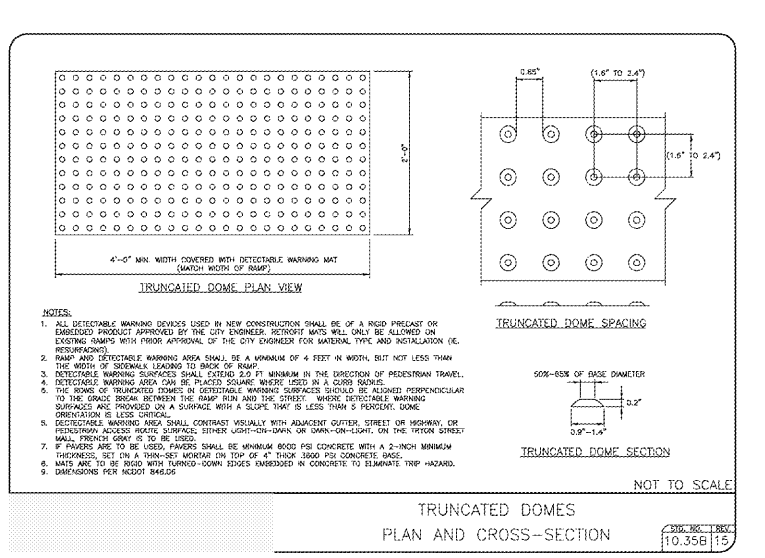 0.65"
(1.6" TO 2.4")
(1.6" TO 2.4")
2'-0"
4'-0" MIN. WIDTH COVERED WITH DETECTABLE WARNING MAT
(MATCH WIDTH OF RAMP)
TRUNCATED DOME PLAN VIEW
TRUNCATED DOME SPACING
NOTES:
1. ALL DETECTABLE WARNING DEVICES USED IN NEW CONSTRUCTION SHALL BE OF A RIGID PRECAST OR
EMBEDDED PRODUCT APPROVED BY THE CITY ENGINEER. RETROFIT MATS WILL ONLY BE ALLOWED ON
EXISTING RAMPS WITH PRIOR APPROVAL OF THE CITY ENGINEER FOR MATERIAL TYPE AND INSTALLATION (IE.
RESURFACING).
2. RAMP AND DETECTABLE WARNING AREA SHALL BE A MINIMUM OF 4 FEET IN WIDTH, BUT NOT LESS THAN
THE WIDTH OF SIDEWALK LEADING TO BACK OF RAMP.
3. DETECTABLE WARNING SURFACES SHALL EXTEND 2.0 FT MINIMUM IN THE DIRECTION OF PEDESTRIAN TRAVEL.
4. DETECTABLE WARNING AREA CAN BE PLACED SQUARE WHERE USED IN A CURB RADIUS.
5. THE ROWS OF TRUNCATED DOMES IN DETECTABLE WARNING SURFACES SHOULD BE ALIGNED PERPENDICULAR
TO THE GRADE BREAK BETWEEN THE RAMP RUN AND THE STREET. WHERE DETECTABLE WARNING
SURFACES ARE PROVIDED ON A SURFACE WITH A SLOPE THAT IS LESS THAN 5 PERCENT, DOME
ORIENTATION IS LESS CRITICAL.
DETECTABLE WARNING AREA SHALL CONTRAST VISUALLY WITH ADJACENT GUTTER, STREET OR HIGHWAY, OR
PEDESTRIAN ACCESS ROUTE SURFACE; EITHER LIGHT-ON-DARK OR DARK-ON-LIGHT. ON THE TRYON STREET
MALL, FRENCH GRAY IS TO BE USED.
7. IF PAVERS ARE TO BE USED, PAVERS SHALL BE MINIMUM 8000 PSI CONCRETE WITH A 2-INCH MINIMUM
THICKNESS, SET ON A THIN-SET MORTAR ON TOP OF 4" THICK 3600 PSI CONCRETE BASE.
8. MATS ARE TO BE RIGID WITH TURNED-DOWN EDGES EMBEDDED IN CONCRETE TO ELIMINATE TRIP HAZARD.
9. DIMENSIONS PER NCDOT 848.05
50%-65% OF BASE DIAMETER
0.2"
0.9"-1.4"
TRUNCATED DOME SECTION
NOT TO SCALE
TRUNCATED DOMES
PLAN AND CROSS-SECTION
STD. NO. REV.
10.35B 15